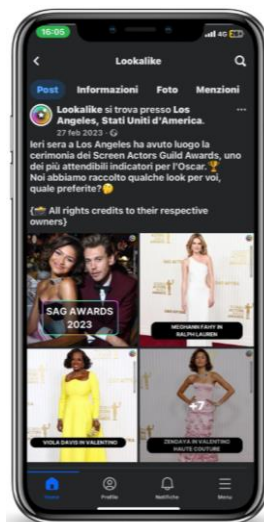 16:05
4G
Lookalike
Post Informazioni Foto Menzioni
Lookalike si trova presso Los
Angeles, Stati Uniti d'America.
27 feb 2023
Ieri sera a Los Angeles ha avuto luogo la
cerimonia dei Screen Actors Guild Awards, uno
dei più attendibili indicatori per l'Oscar. 🏆
Noi abbiamo raccolto qualche look per voi,
quale preferite?🤔
{📸 All rights credits to their respective
owners}
SAG AWARDS
2023
MEGHANN FAHY IN
RALPH LAUREN
VIOLA DAVIS IN VALENTINO
+7
ZENDAYA IN VALENTINO
HAUTE COUTURE
Home Profilo Notifiche Menu